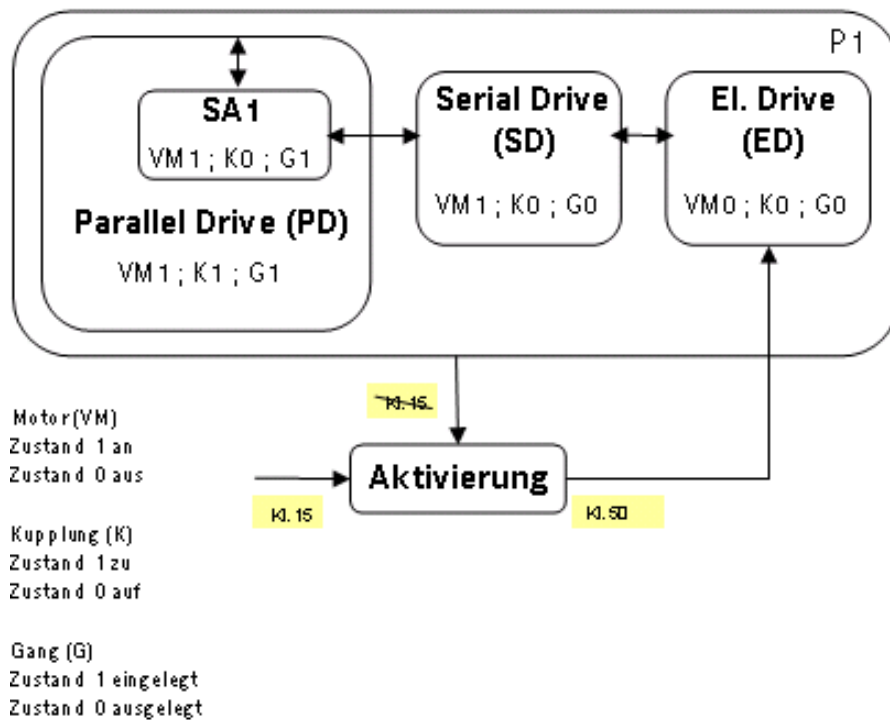 P1
SA1
VM1 ; K0 ; G1
Parallel Drive (PD)
VM1 ; K1 ; G1
Serial Drive
(SD)
VM1 ; K0 ; G0
El. Drive
(ED)
VM0 ; K0 ; G0
Kl. 15
Aktivierung
Kl. 15
Kl. 50
Motor(VM)
Zustand 1 an
Zustand 0 aus
Kupplung (K)
Zustand 1 zu
Zustand 0 auf
Gang (G)
Zustand 1 eingelegt
Zustand 0 ausgelegt